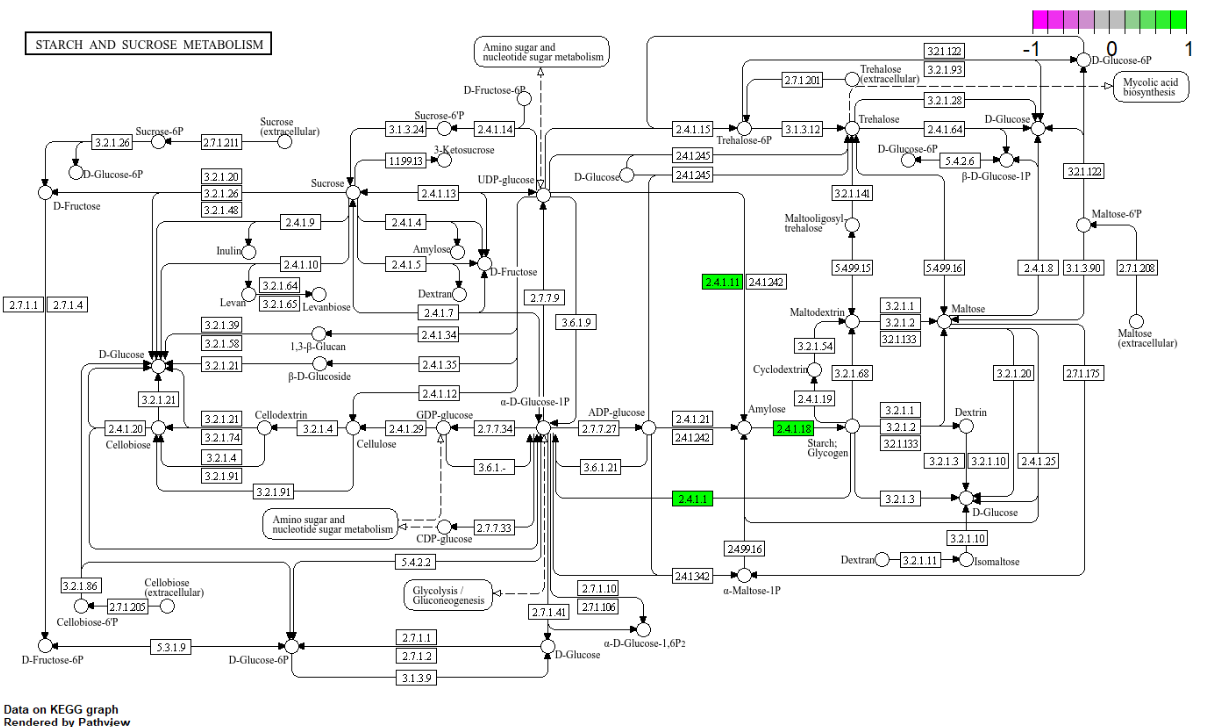 STARCH AND SUCROSE METABOLISM
-1
0
1
Amino sugar and
nucleotide sugar metabolism
D-Fructose-6P
3.2.1.122
3.2.1.93
D-Glucose-6P
2.7.1.201
Trehalose
(extracellular)
Mycolic acid
biosynthesis
3.2.1.28
Sucrose-6'P
3.1.3.24
2.4.1.14
2.4.1.15
Trehalose-6P
3.1.3.12
Trehalose
2.4.1.64
D-Glucose
Sucrose-6P
Sucrose
(extracellular)
3.2.1.26
2.7.1.211
D-Glucose-6P
1.1.99.13
3-Ketosucrose
2.4.1.245
2.4.1.245
D-Glucose
D-Glucose-6P
5.4.2.6
β-D-Glucose-1P
3.2.1.122
3.2.1.20
3.2.1.26
3.2.1.48
Sucrose
UDP-glucose
2.4.1.13
D-Fructose
3.2.1.141
2.4.1.9
2.4.1.4
Inulin
Amylose
Maltooligosyl-
trehalose
Maltose-6'P
2.4.1.10
2.4.1.5
D-Fructose
5.4.99.15
5.4.99.16
2.4.1.8
3.1.3.90
2.7.1.208
3.2.1.64
3.2.1.65
Levan
Levanbiose
Dextran
2.4.1.11
2.4.1.242
2.7.1.1
2.7.1.4
2.4.1.7
2.7.7.9
3.6.1.9
Maltodextrin
3.2.1.1
3.2.1.2
3.2.1.133
Maltose
Maltose
(extracellular)
3.2.1.39
3.2.1.58
1,3-β-Glucan
2.4.1.34
3.2.1.54
D-Glucose
3.2.1.21
β-D-Glucoside
2.4.1.35
Cyclodextrin
3.2.1.68
3.2.1.20
2.7.1.175
3.2.1.21
2.4.1.12
α-D-Glucose-1P
2.4.1.19
2.4.1.20
Cellobiose
3.2.1.21
3.2.1.74
3.2.1.4
3.2.1.91
Cellodextrin
3.2.1.4
Cellulose
2.4.1.29
GDP-glucose
2.7.7.34
2.7.7.27
ADP-glucose
2.4.1.21
2.4.1.242
Amylose
2.4.1.18
Starch;
Glycogen
3.2.1.1
3.2.1.2
3.2.1.133
Dextrin
3.2.1.3
3.2.1.10
2.4.1.25
3.6.1.-
3.6.1.21
3.2.1.91
2.4.1.1
3.2.1.3
D-Glucose
Amino sugar and
nucleotide sugar metabolism
2.7.7.33
CDP-glucose
3.2.1.10
2.4.99.16
5.4.2.2
Dextran
3.2.1.11
Isomaltose
2.4.1.342
α-Maltose-1P
3.2.1.86
Cellobiose
(extracellular)
2.7.1.205
Cellobiose-6'P
Glycolysis /
Gluconeogenesis
2.7.1.41
2.7.1.10
2.7.1.106
α-D-Glucose-1,6P2
D-Fructose-6P
5.3.1.9
D-Glucose-6P
2.7.1.1
2.7.1.2
3.1.3.9
D-Glucose
Data on KEGG graph
Rendered by Pathview